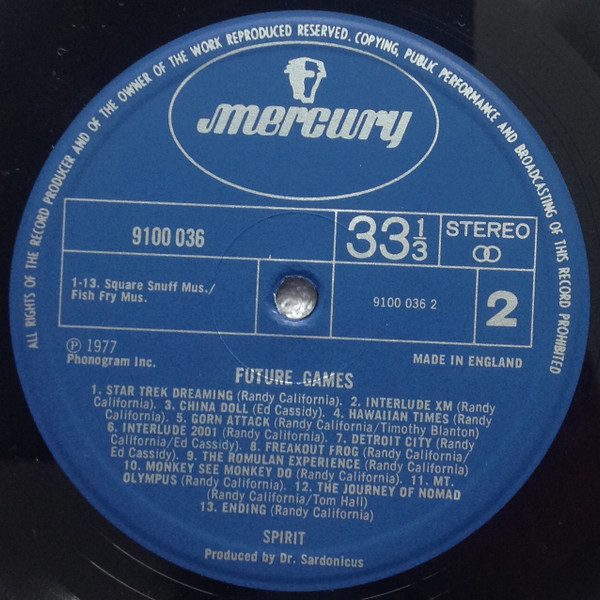 ALL RIGHTS OF THE RECORD PRODUCER AND OF THE OWNER OF THE WORK REPRODUCED RESERVED. COPYING, PUBLIC PERFORMANCE AND BROADCASTING OF THIS RECORD PROHIBITED
mercury
9100 036
33 1/3
STEREO
1-13. Square Snuff Mus./
Fish Fry Mus.
9100 036 2
2
Ⓟ 1977
Phonogram Inc.
MADE IN ENGLAND
FUTURE GAMES
1. STAR TREK DREAMING (Randy California). 2. INTERLUDE XM (Randy
California). 3. CHINA DOLL (Ed Cassidy). 4. HAWAIIAN TIMES (Randy
California). 5. GORN ATTACK (Randy California/Timothy Blanton)
6. INTERLUDE 2001 (Randy California). 7. DETROIT CITY (Randy
California/Ed Cassidy). 8. FREAKOUT FROG (Randy California/
Ed Cassidy). 9. THE ROMULAN EXPERIENCE (Randy California)
10. MONKEY SEE MONKEY DO (Randy California). 11. MT.
OLYMPUS (Randy California). 12. THE JOURNEY OF NOMAD
(Randy California/Tom Hall)
13. ENDING (Randy California)
SPIRIT
Produced by Dr. Sardonicus